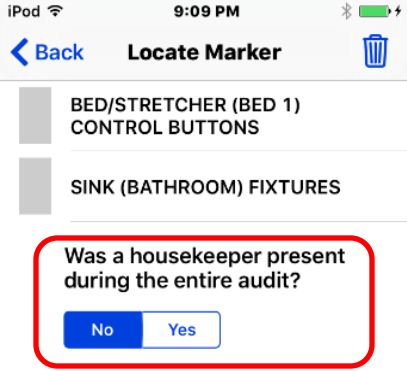 iPod 9:09 PM
Back Locate Marker
BED/STRETCHER (BED 1)
CONTROL BUTTONS
SINK (BATHROOM) FIXTURES
Was a housekeeper present
during the entire audit?
No Yes